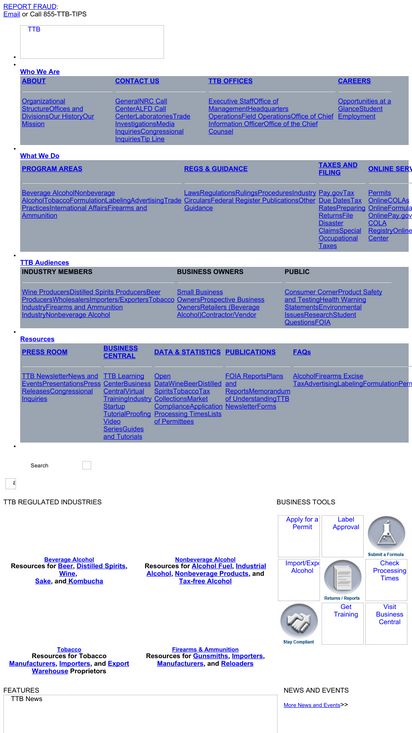 REPORT FRAUD:
Email or Call 855-TTB-TIPS
TTB
Who We Are
ABOUT
Organizational
StructureOffices and
DivisionsOur HistoryOur
Mission
CONTACT US
GeneralNRC Call
CenterALFD Call
CenterLaboratoriesTrade
InvestigationsMedia
InquiriesCongressional
InquiriesTip Line
TTB OFFICES
Executive StaffOffice of
ManagementHeadquarters
OperationsField OperationsOffice of Chief
Information OfficerOffice of the Chief
Counsel
CAREERS
Opportunities at a
GlanceStudent
Employment
What We Do
PROGRAM AREAS
Beverage AlcoholNonbeverage
AlcoholTobaccoFormulationLabelingAdvertisingTrade
PracticesInternational AffairsFirearms and
Ammunition
REGS & GUIDANCE
LawsRegulationsRulingsProceduresIndustry
CircularsFederal Register PublicationsOther
Guidance
TAXES AND
FILING
Pay.govTax
Due DatesTax
RatesPreparing
ReturnsFile
Disaster
ClaimsSpecial
Occupational
Taxes
ONLINE SERV
Permits
OnlineCOLAs
OnlineFormula
OnlinePay.gov
COLA
RegistryOnline
Center
TTB Audiences
INDUSTRY MEMBERS
Wine ProducersDistilled Spirits ProducersBeer
ProducersWholesalersImporters/ExportersTobacco
IndustryFirearms and Ammunition
IndustryNonbeverage Alcohol
BUSINESS OWNERS
Small Business
OwnersProspective Business
OwnersRetailers (Beverage
Alcohol)ContractorVendor
PUBLIC
Consumer CornerProduct Safety
and TestingHealth Warning
StatementsEnvironmental
IssuesResearchStudent
QuestionsFOIA
Resources
PRESS ROOM
TTB NewsletterNews and
EventsPresentationsPress
ReleasesCongressional
Inquiries
BUSINESS
CENTRAL
TTB Learning
CenterBusiness
CentralVirtual
TrainingIndustry
Startup
TutorialProofing
Video
SeriesGuides
and Tutorials
DATA & STATISTICS
Open
DataWineBeerDistilled
SpiritsTobaccoTax
CollectionsMarket
ComplianceApplication
Processing TimesLists
of Permittees
PUBLICATIONS
FOIA ReportsPlans
and
ReportsMemorandum
of UnderstandingTTB
NewsletterForms
FAQs
AlcoholFirearms Excise
TaxAdvertisingLabelingFormulationPerm
Search
TTB REGULATED INDUSTRIES
Beverage Alcohol
Resources for Beer, Distilled Spirits,
Wine,
Sake, and Kombucha
Nonbeverage Alcohol
Resources for Alcohol Fuel, Industrial
Alcohol, Nonbeverage Products, and
Tax-free Alcohol
Tobacco
Resources for Tobacco
Manufacturers, Importers, and Export
Warehouse Proprietors
Firearms & Ammunition
Resources for Gunsmiths, Importers,
Manufacturers, and Reloaders
BUSINESS TOOLS
Apply for a
Permit
Label
Approval
Submit a Formula
Import/Expo
Alcohol
Returns / Reports
Check
Processing
Times
Stay Compliant
Get
Training
Visit
Business
Central
FEATURES
TTB News
NEWS AND EVENTS
More News and Events>>